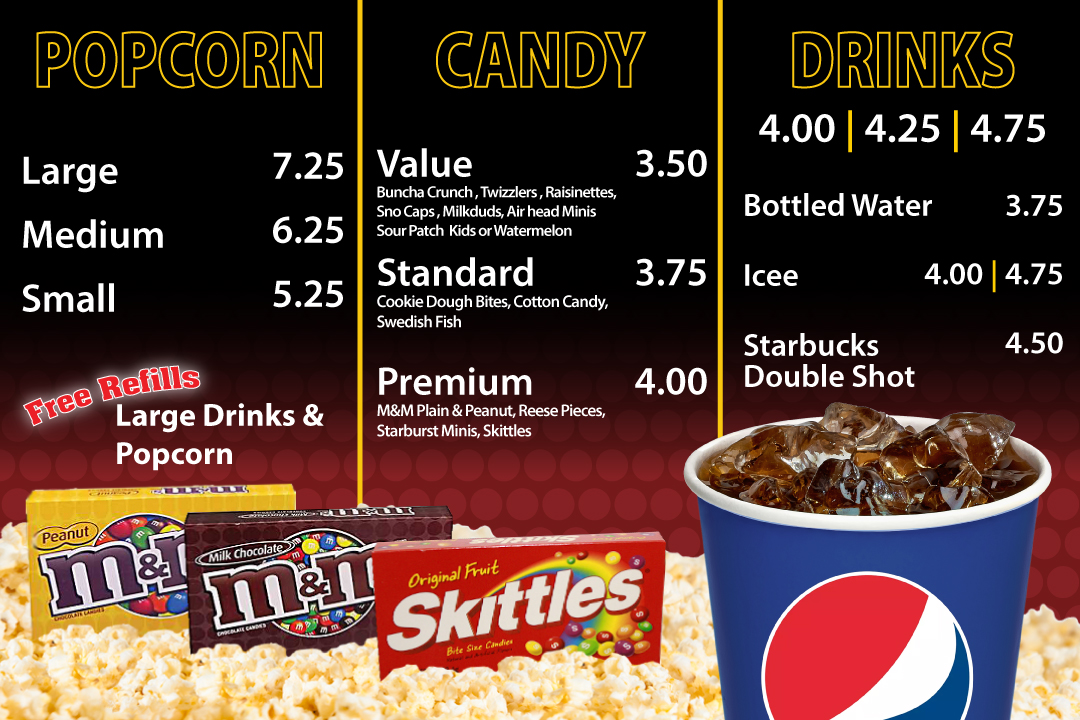 POPCORN
Large 7.25
Medium 6.25
Small 5.25
Free Refills
Large Drinks &
Popcorn
CANDY
Value 3.50
Buncha Crunch , Twizzlers , Raisinettes,
Sno Caps , Milkduds, Air head Minis
Sour Patch Kids or Watermelon
Standard 3.75
Cookie Dough Bites, Cotton Candy,
Swedish Fish
Premium 4.00
M&M Plain & Peanut, Reese Pieces,
Starburst Minis, Skittles
DRINKS
4.00 | 4.25 | 4.75
Bottled Water 3.75
Icee 4.00 | 4.75
Starbucks 4.50
Double Shot
Peanut
m&m
CHOCOLATE CANDIES
Milk Chocolate
m&m
CHOCOLATE CANDIES
Original Fruit
Skittles
Bite Size Candies